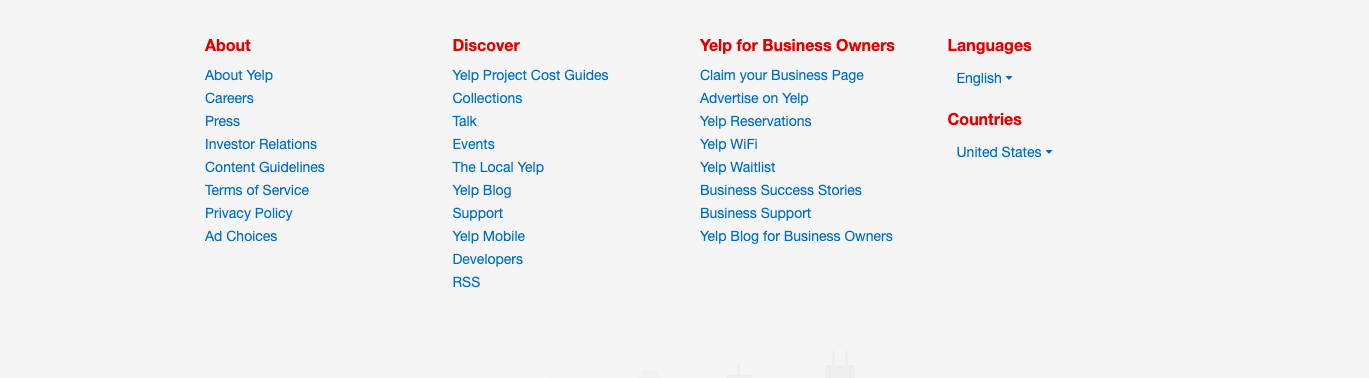 About
About Yelp
Careers
Press
Investor Relations
Content Guidelines
Terms of Service
Privacy Policy
Ad Choices
Discover
Yelp Project Cost Guides
Collections
Talk
Events
The Local Yelp
Yelp Blog
Support
Yelp Mobile
Developers
RSS
Yelp for Business Owners
Claim your Business Page
Advertise on Yelp
Yelp Reservations
Yelp WiFi
Yelp Waitlist
Business Success Stories
Business Support
Yelp Blog for Business Owners
Languages
English
Countries
United States